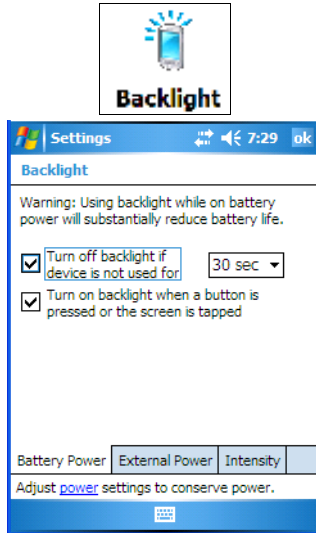 Backlight
Settings 7:29 ok
Backlight
Warning: Using backlight while on battery
power will substantially reduce battery life.
Turn off backlight if
device is not used for 30 sec
Turn on backlight when a button is
pressed or the screen is tapped
Battery Power External Power Intensity
Adjust power settings to conserve power.